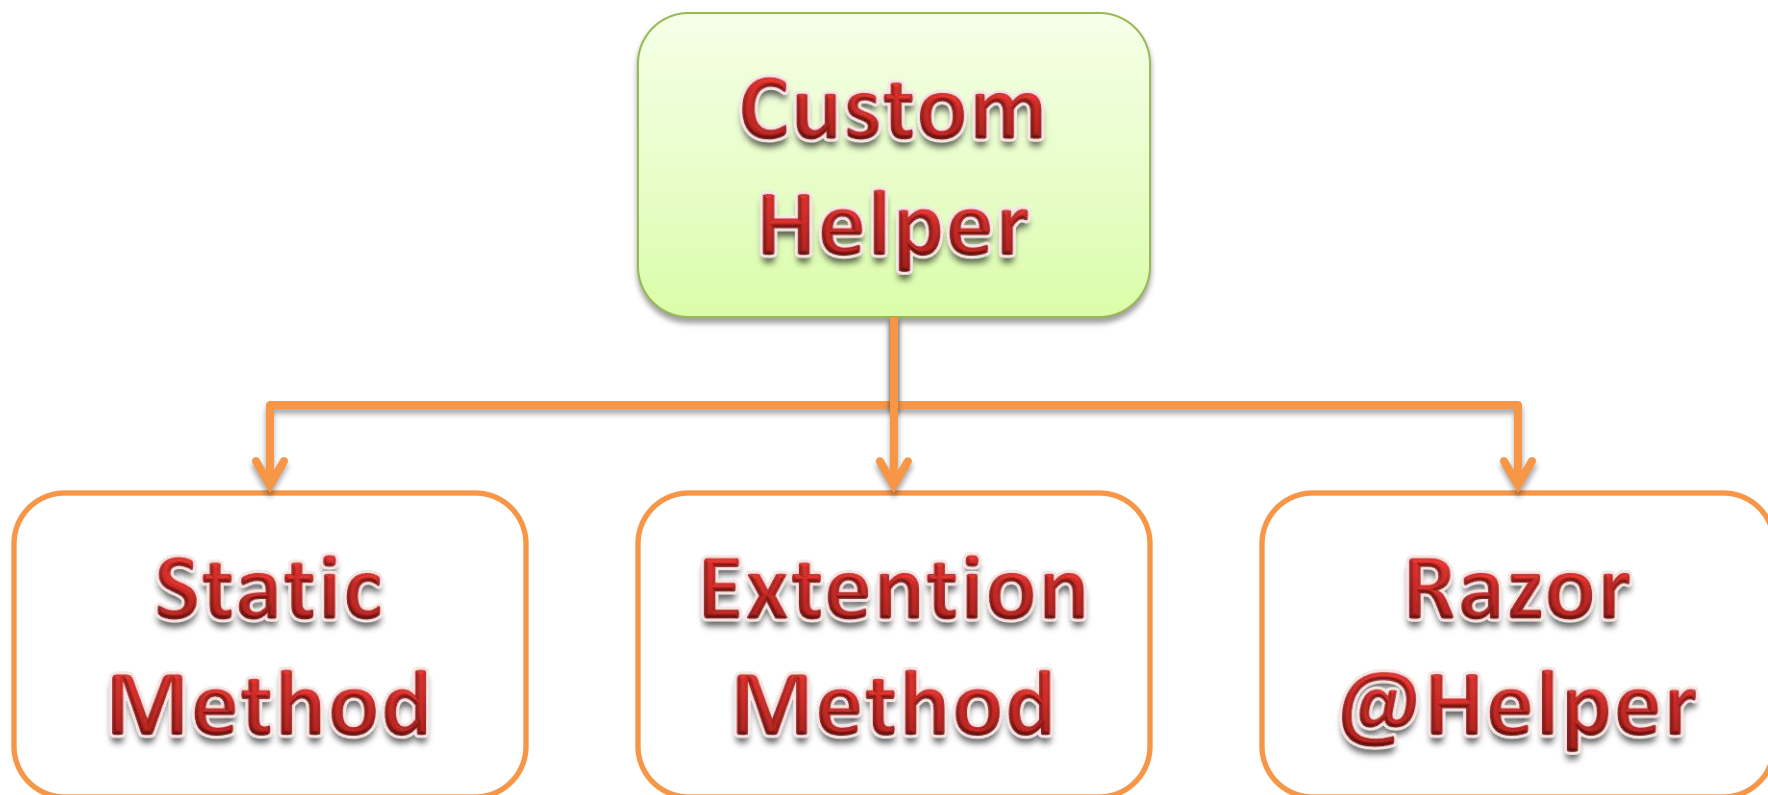 Custom
Helper
Static
Method
Extention
Method
Razor
@Helper